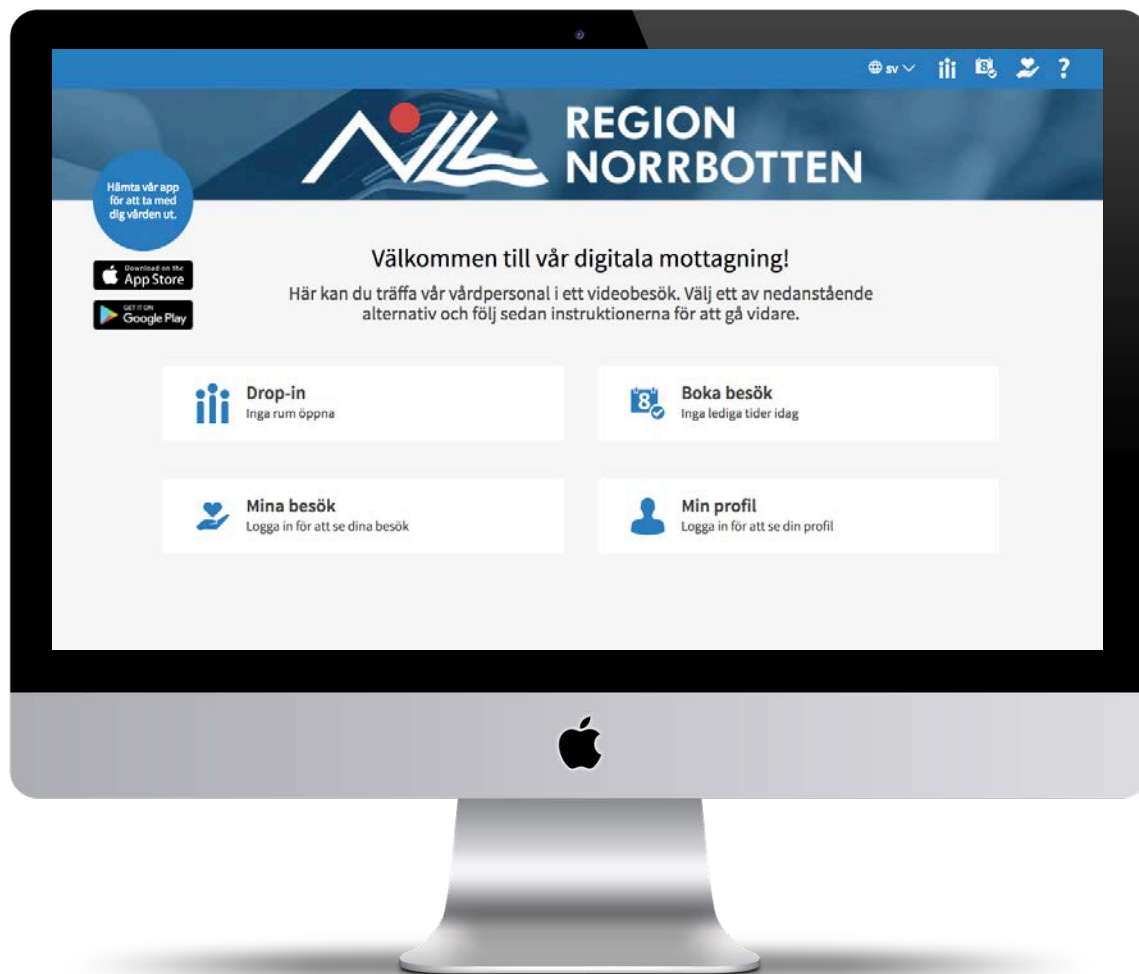 sv
?
REGION
NORRBOTTEN
Hämta vår app
för att ta med
dig vården ut.
Download on the
App Store
GET IT ON
Google Play
Välkommen till vår digitala mottagning!
Här kan du träffa vår vårdpersonal i ett videobesök. Välj ett av nedanstående
alternativ och följ sedan instruktionerna för att gå vidare.
Drop-in
Inga rum öppna
8
Boka besök
Inga lediga tider idag
Mina besök
Logga in för att se dina besök
Min profil
Logga in för att se din profil